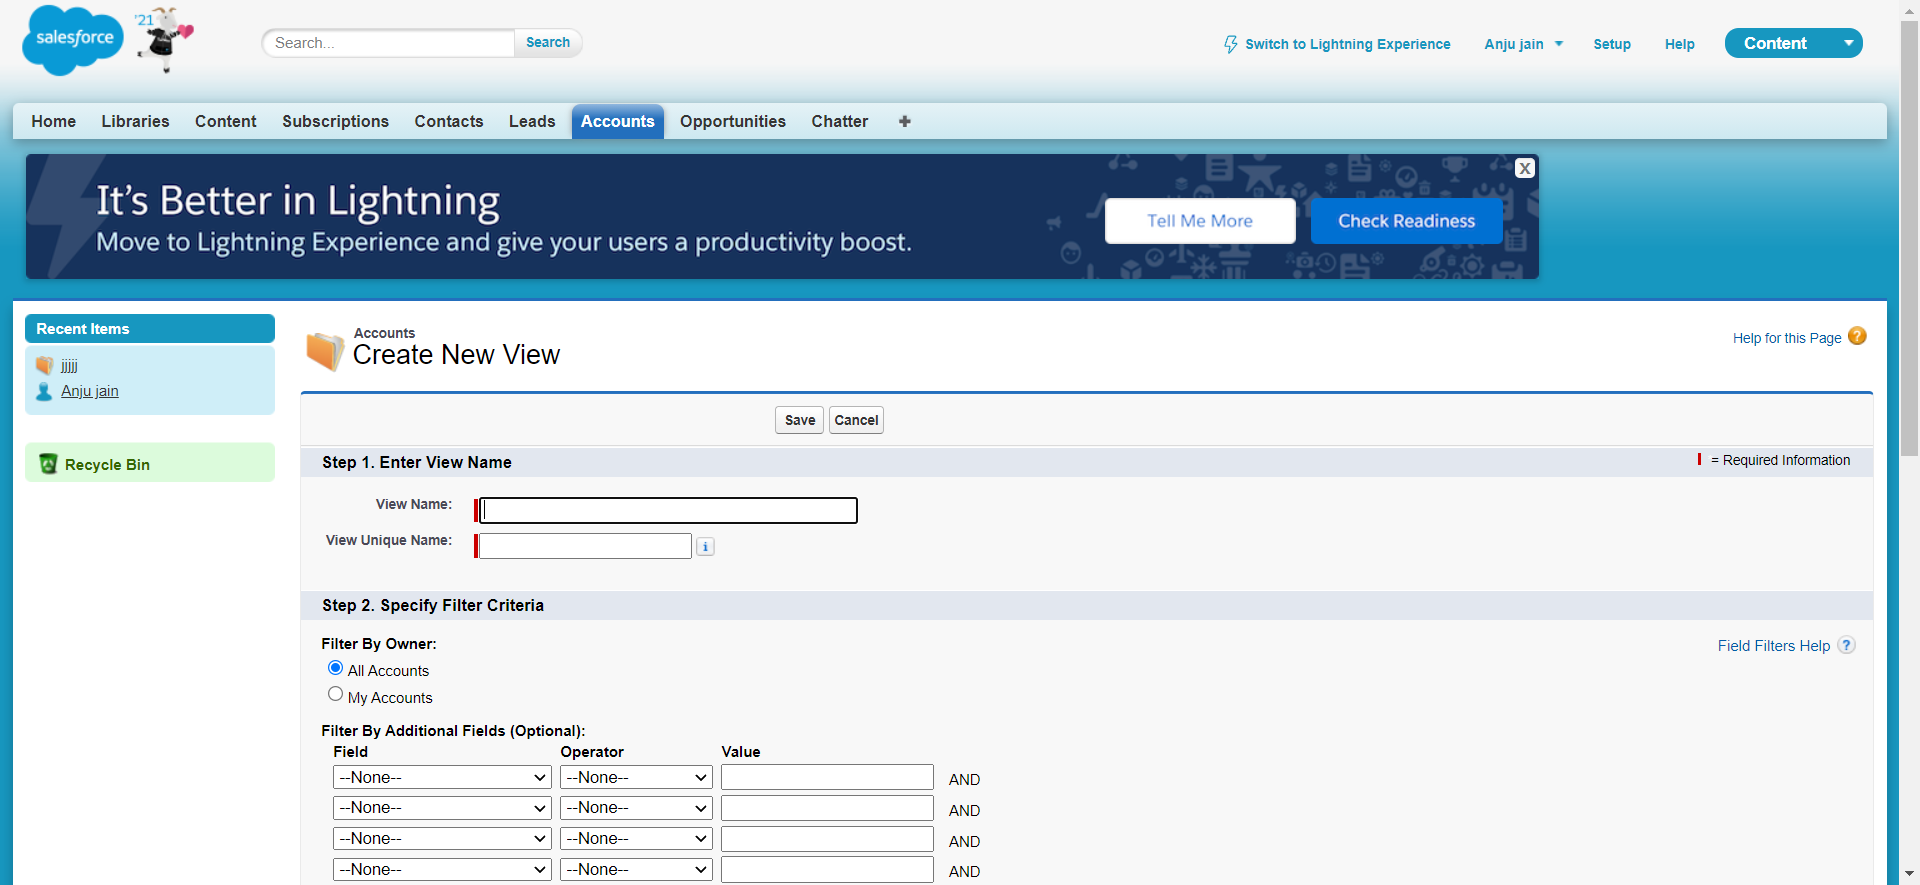 salesforce
'21
Search...
Search
Switch to Lightning Experience
Anju jain
Setup
Help
Content
Home
Libraries
Content
Subscriptions
Contacts
Leads
Accounts
Opportunities
Chatter
+
It's Better in Lightning
Move to Lightning Experience and give your users a productivity boost.
Tell Me More
Check Readiness
X
Recent Items
jjjjj
Anju jain
Recycle Bin
Accounts
Create New View
Help for this Page ?
Save
Cancel
Step 1. Enter View Name
= Required Information
View Name:
View Unique Name:
i
Step 2. Specify Filter Criteria
Filter By Owner:
Field Filters Help ?
All Accounts
My Accounts
Filter By Additional Fields (Optional):
Field Operator Value
--None-- --None-- AND
--None-- --None-- AND
--None-- --None-- AND
--None-- --None-- AND